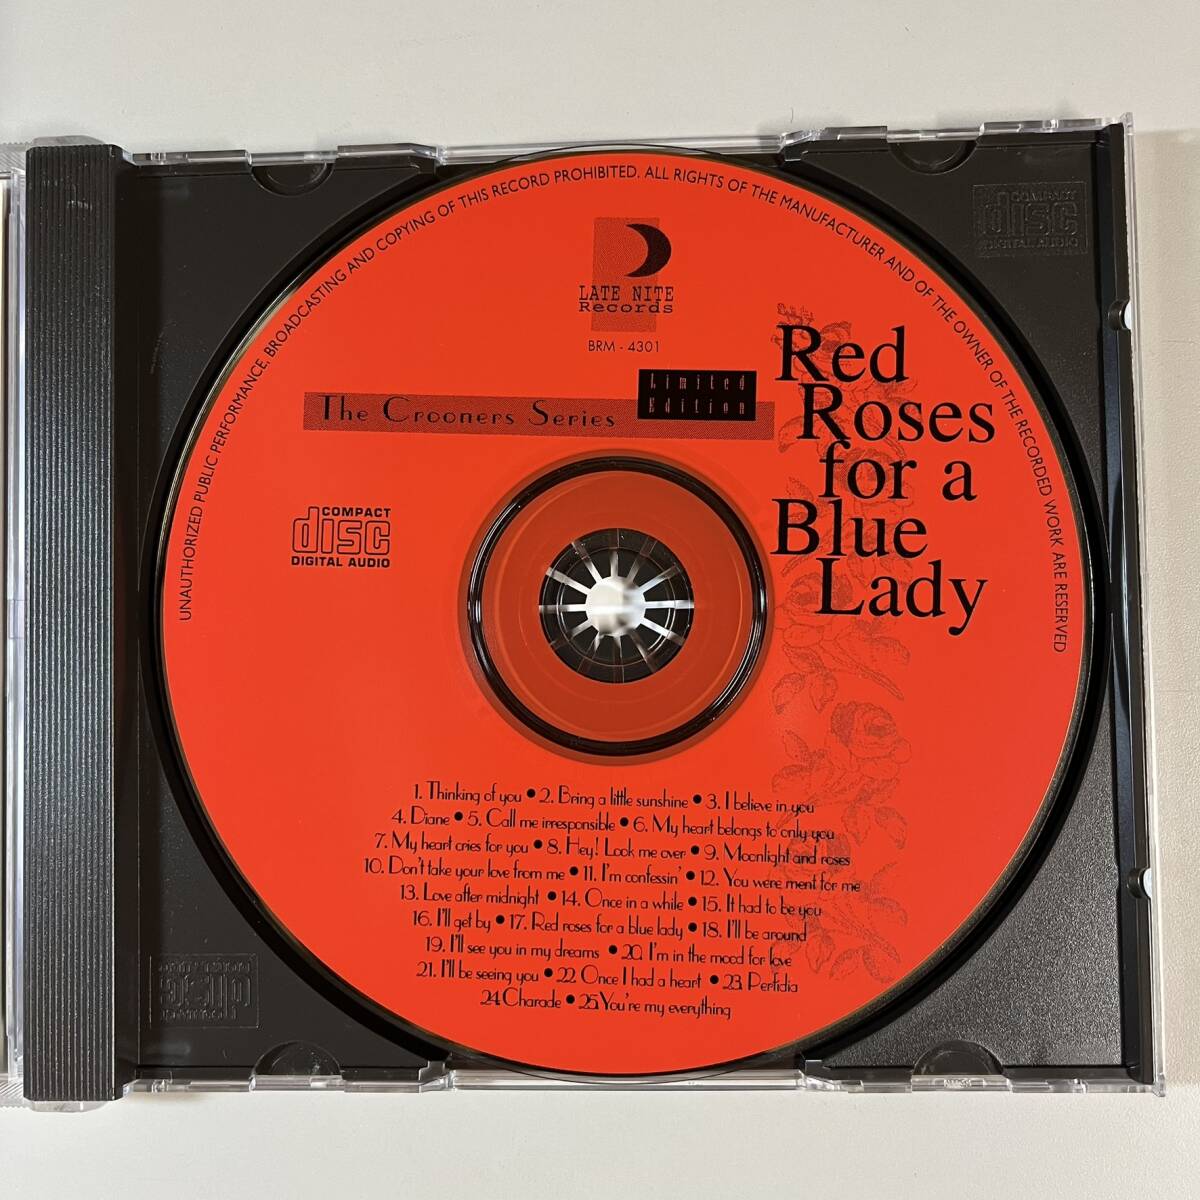 UNAUTHORIZED PUBLIC PERFORMANCE, BROADCASTING AND COPYING OF THIS RECORD PROHIBITED. ALL RIGHTS OF THE MANUFACTURER AND OF THE OWNER OF THE RECORDED WORK ARE RESERVED
LATE NITE
Records
BRM - 4301
Limited
Edition
The Crooners Series
Red
Roses
for a
Blue
Lady
COMPACT
disc
DIGITAL AUDIO
1. Thinking of you • 2. Bring a little sunshine • 3. I believe in you
4. Diane • 5. Call me irresponsible • 6. My heart belongs to only you
7. My heart cries for you • 8. Hey! Look me over • 9. Moonlight and roses
10. Don't take your love from me • 11. I'm confessin' • 12. You were ment for me
13. Love after midnight • 14. Once in a while • 15. It had to be you
16. I'll get by • 17. Red roses for a blue lady • 18. I'll be around
19. I'll see you in my dreams • 20. I'm in the mood for love
21. I'll be seeing you • 22. Once I had a heart • 23. Perfidia
24. Charade • 25. You're my everything
COMPACT
disc
DIGITAL AUDIO